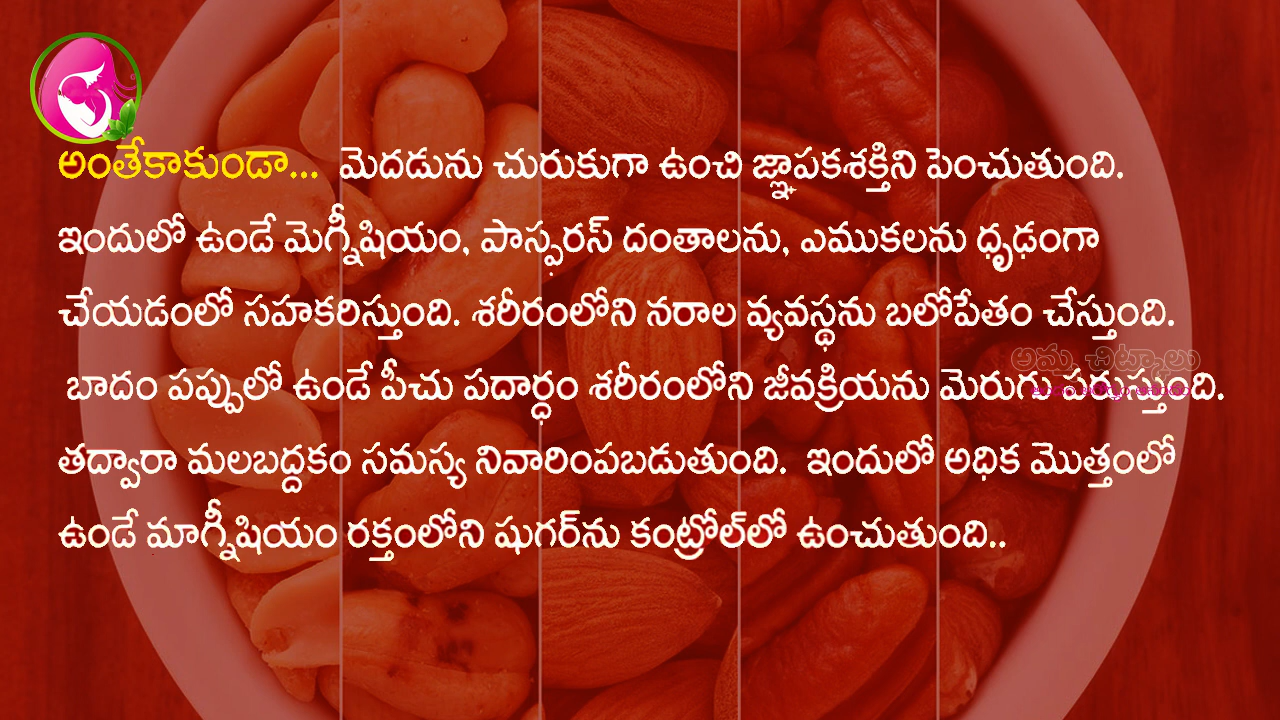 అంతేకాకుండా... మెదడును చురుకుగా ఉంచి జ్ఞాపకశక్తిని పెంచుతుంది.
ఇందులో ఉండే మెగ్నీషియం, పాస్ఫరస్ దంతాలను, ఎముకలను ధృఢంగా
చేయడంలో సహకరిస్తుంది. శరీరంలోని నరాల వ్యవస్థను బలోపేతం చేస్తుంది.
అమ్మ చిట్కాలు
బాదం పప్పులో ఉండే పీచు పదార్ధం శరీరంలోని జీవక్రియను మెరుగు పరుస్తుంది.
తద్వారా మలబద్దకం సమస్య నివారింపబడుతుంది. ఇందులో అధిక మొత్తంలో
ఉండే మాగ్నీషియం రక్తంలోని షుగర్‌ను కంట్రోల్‌లో ఉంచుతుంది..